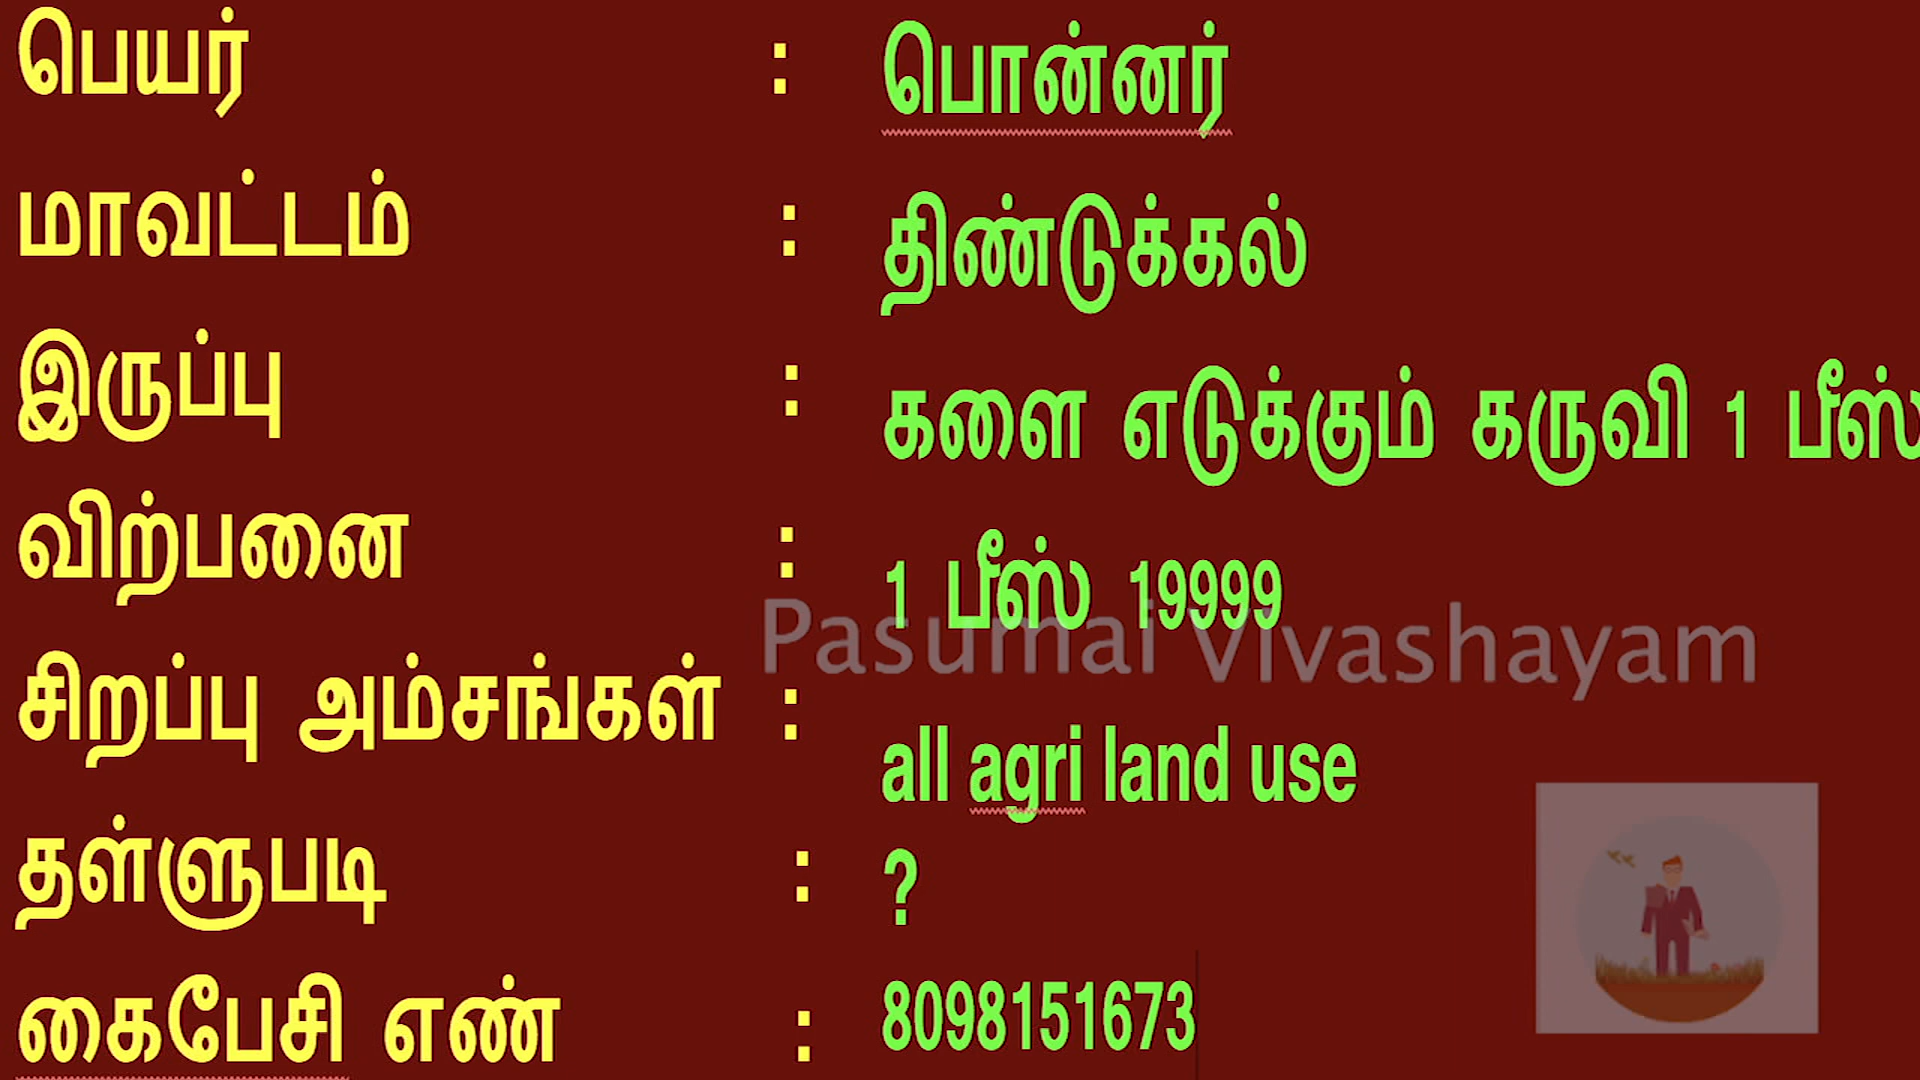 பெயர் : பொன்னர்
மாவட்டம் : திண்டுக்கல்
இருப்பு : களை எடுக்கும் கருவி 1 பீஸ்
விற்பனை : 1 பீஸ் 19999
Pasumai Vivashayam
சிறப்பு அம்சங்கள் : all agri land use
தள்ளுபடி : ?
கைபேசி எண் : 8098151673